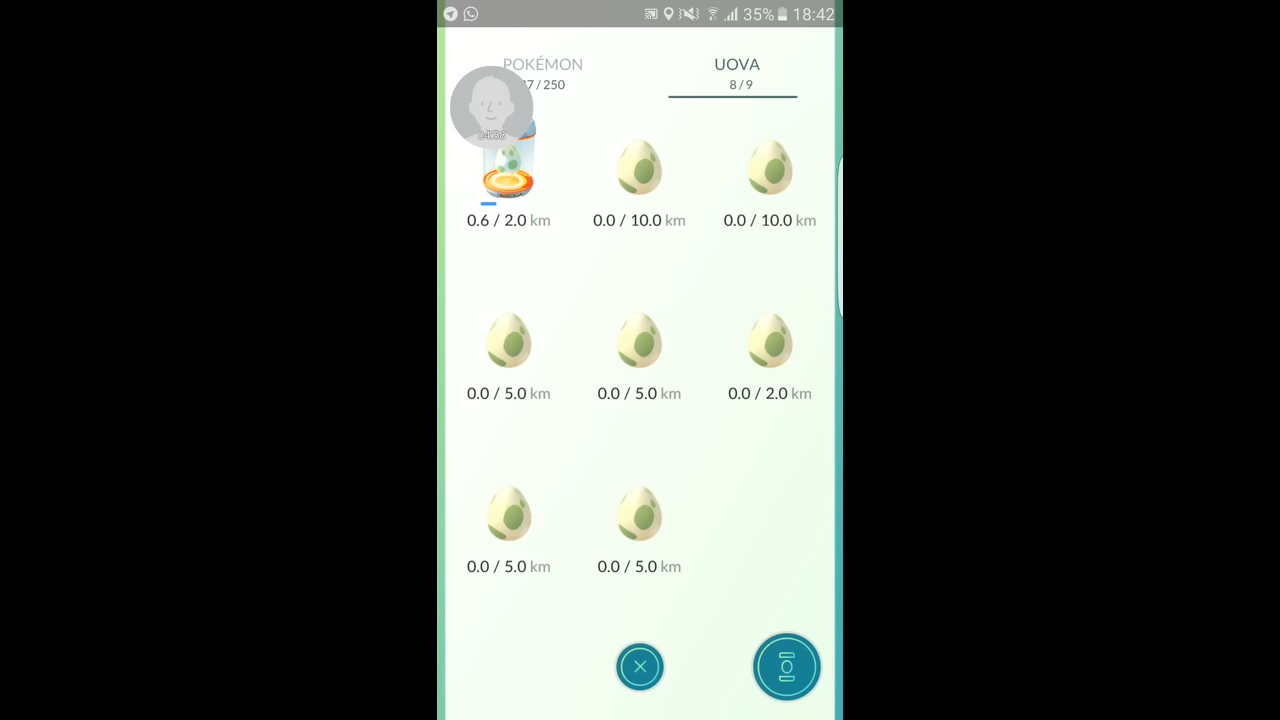 35% 18:42
POKÉMON UOVA
7/250 8/9
0.6 / 2.0 km 0.0 / 10.0 km 0.0 / 10.0 km
0.0 / 5.0 km 0.0 / 5.0 km 0.0 / 2.0 km
0.0 / 5.0 km 0.0 / 5.0 km